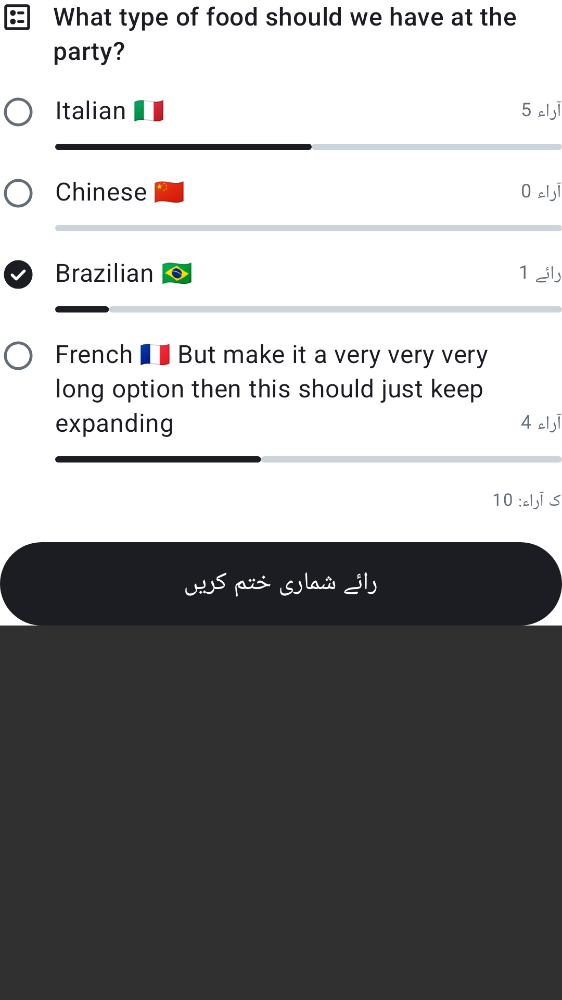 What type of food should we have at the
party?
Italian 🇮🇹
5 آراء
Chinese 🇨🇳
0 آراء
Brazilian 🇧🇷
1 رائے
French 🇫🇷 But make it a very very very
long option then this should just keep
expanding
4 آراء
ک آراء: 10
رائے شماری ختم کریں